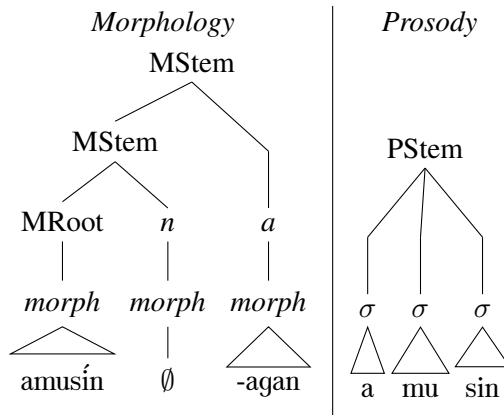 Morphology Prosody
MStem
MStem PStem
MRoot n a
morph morph morph σ σ σ
amusín ∅ -agan a mu sin